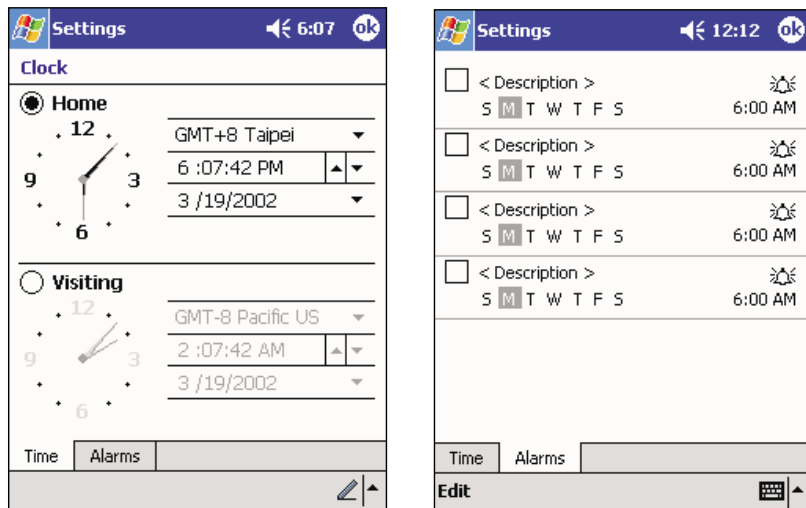 Settings 6:07 ok
Clock
Home
12
3
6
9
GMT+8 Taipei
6 :07:42 PM
3 /19/2002
Visiting
12
3
6
9
GMT-8 Pacific US
2 :07:42 AM
3 /19/2002
Time Alarms
Settings 12:12 ok
< Description >
S M T W T F S 6:00 AM
< Description >
S M T W T F S 6:00 AM
< Description >
S M T W T F S 6:00 AM
< Description >
S M T W T F S 6:00 AM
Time Alarms
Edit